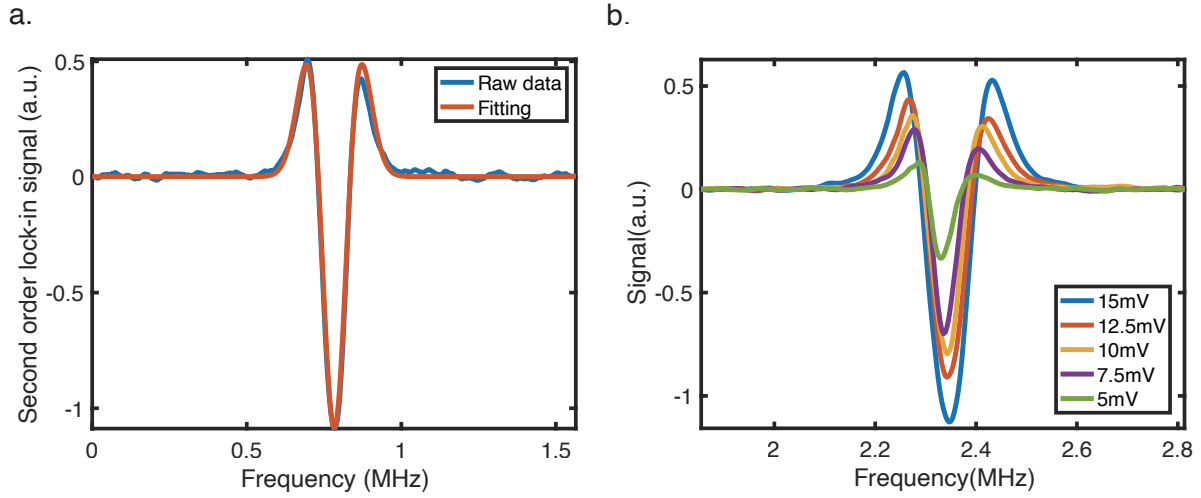 a.
Second order lock-in signal (a.u.)
0.5
0
-0.5
-1
0
0.5
1
1.5
Frequency (MHz)
Raw data
Fitting
b.
Signal(a.u.)
0.5
0
-0.5
-1
2
2.2
2.4
2.6
2.8
Frequency(MHz)
15mV
12.5mV
10mV
7.5mV
5mV